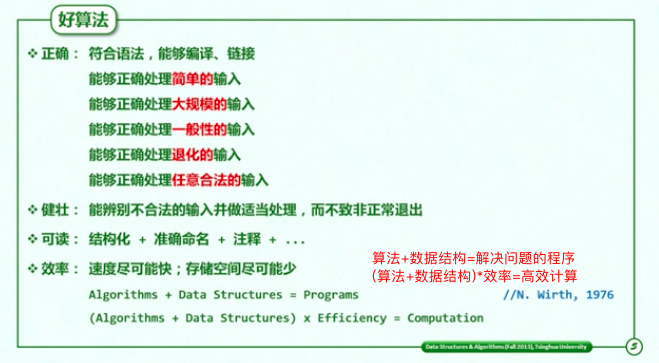 好算法
❖ 正确： 符合语法，能够编译、链接
能够正确处理简单的输入
能够正确处理大规模的输入
能够正确处理一般性的输入
能够正确处理退化的输入
能够正确处理任意合法的输入
❖ 健壮： 能辨别不合法的输入并做适当处理，而不致非正常退出
❖ 可读： 结构化 + 准确命名 + 注释 + ...
❖ 效率： 速度尽可能快；存储空间尽可能少
算法+数据结构=解决问题的程序
(算法+数据结构)*效率=高效计算
Algorithms + Data Structures = Programs //N. Wirth, 1976
(Algorithms + Data Structures) x Efficiency = Computation
Data Structures & Algorithms (Fall 2013), Tsinghua University 5